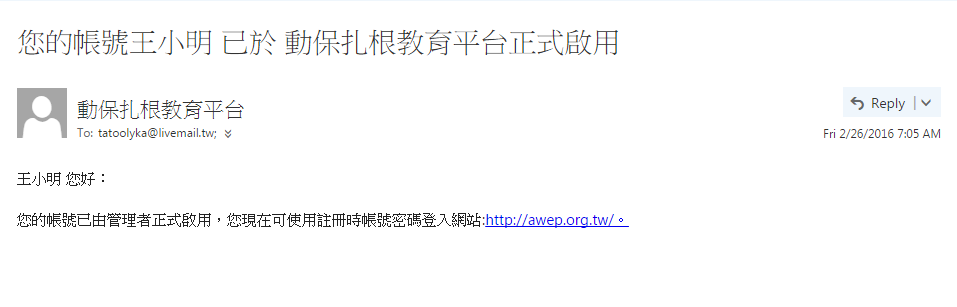 您的帳號王小明 已於 動保扎根教育平台正式啟用
動保扎根教育平台
Reply
To: tatoolyka@livemail.tw;
Fri 2/26/2016 7:05 AM
王小明 您好：
您的帳號已由管理者正式啟用，您現在可使用註冊時帳號密碼登入網站:http://awep.org.tw/。